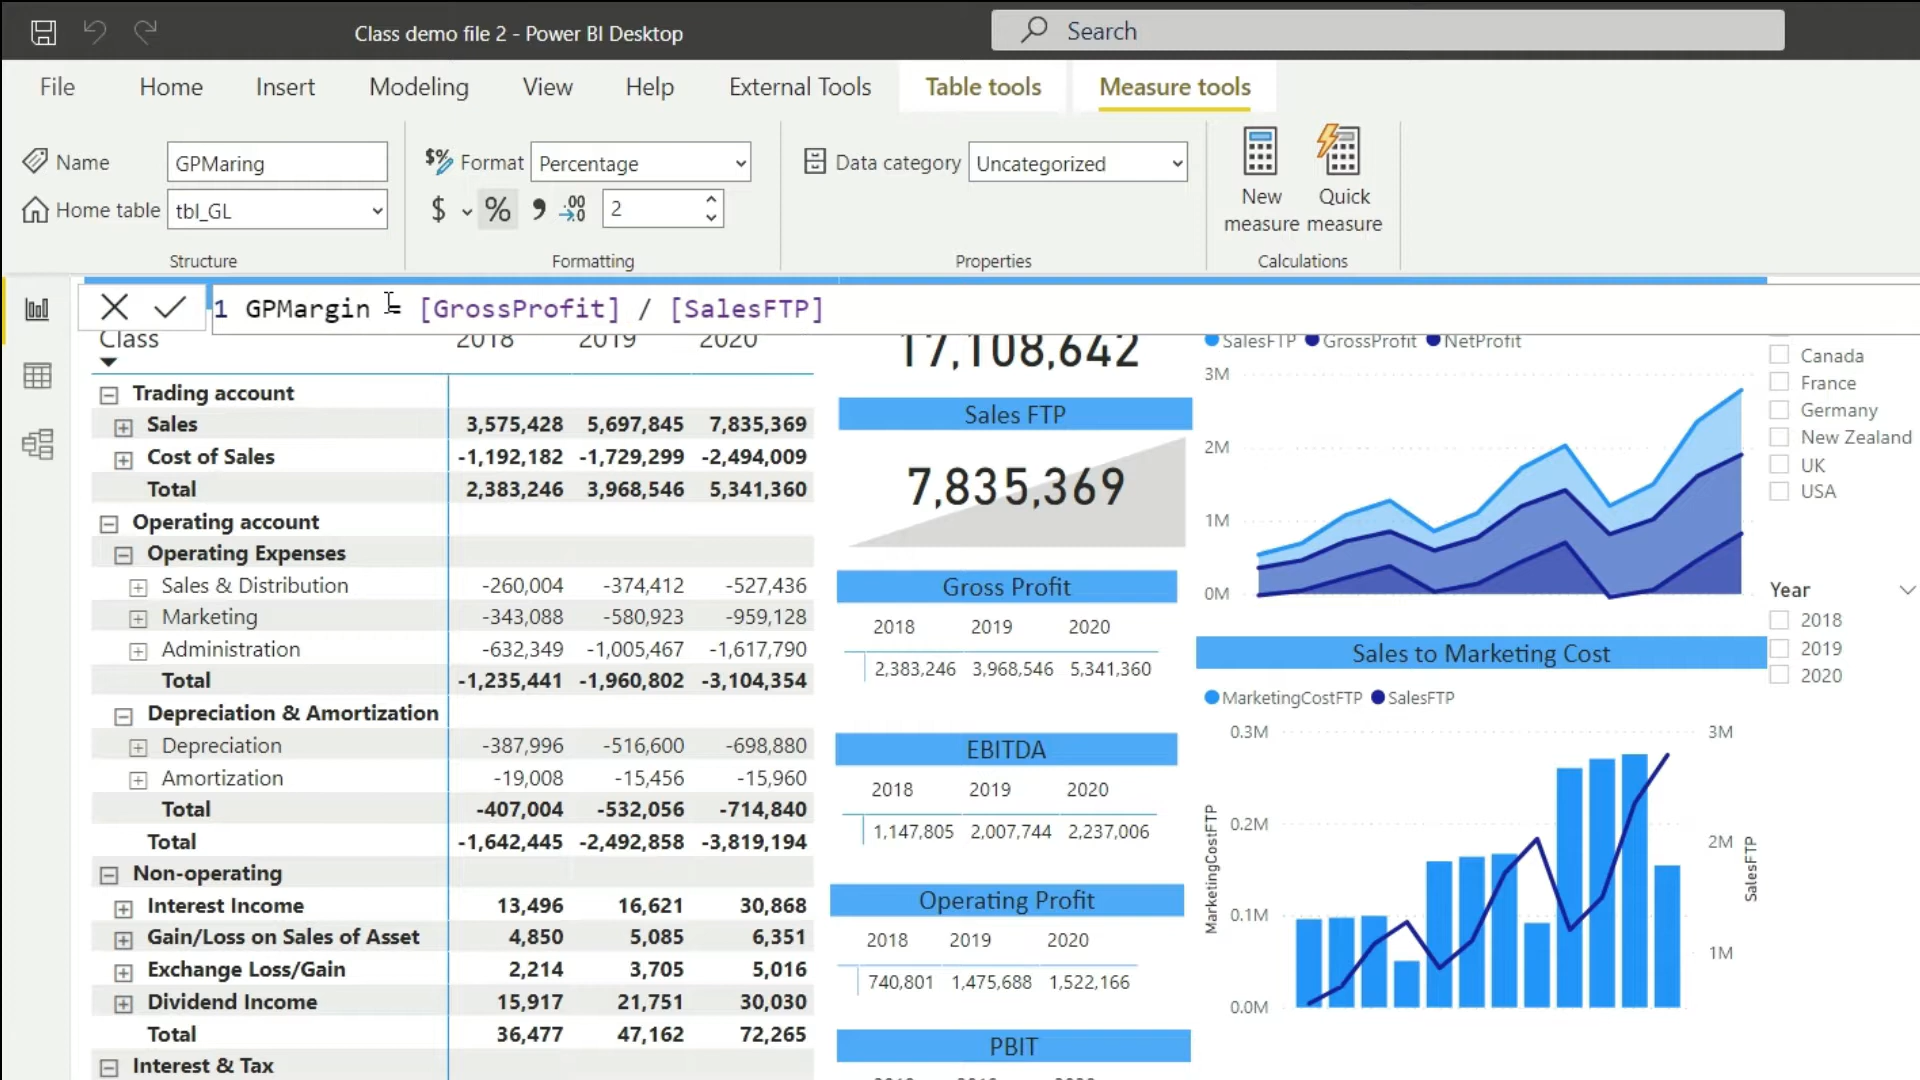 Class demo file 2 - Power BI Desktop
Search
File Home Insert Modeling View Help External Tools Table tools Measure tools
Name GPMaring
Home table tbl_GL
Structure
$% Format Percentage
$ % 9 .00 →.0 2
Formatting
Data category Uncategorized
Properties
New measure
Quick measure
Calculations
1 GPMargin = [GrossProfit] / [SalesFTP]
Class 2018 2019 2020
Trading account
Sales 3,575,428 5,697,845 7,835,369
Cost of Sales -1,192,182 -1,729,299 -2,494,009
Total 2,383,246 3,968,546 5,341,360
Operating account
Operating Expenses
Sales & Distribution -260,004 -374,412 -527,436
Marketing -343,088 -580,923 -959,128
Administration -632,349 -1,005,467 -1,617,790
Total -1,235,441 -1,960,802 -3,104,354
Depreciation & Amortization
Depreciation -387,996 -516,600 -698,880
Amortization -19,008 -15,456 -15,960
Total -407,004 -532,056 -714,840
Total -1,642,445 -2,492,858 -3,819,194
Non-operating
Interest Income 13,496 16,621 30,868
Gain/Loss on Sales of Asset 4,850 5,085 6,351
Exchange Loss/Gain 2,214 3,705 5,016
Dividend Income 15,917 21,751 30,030
Total 36,477 47,162 72,265
Interest & Tax
17,108,642
Sales FTP
7,835,369
Gross Profit
2018 2019 2020
2,383,246 3,968,546 5,341,360
EBITDA
2018 2019 2020
1,147,805 2,007,744 2,237,006
Operating Profit
2018 2019 2020
740,801 1,475,688 1,522,166
PBIT
SalesFTP GrossProfit NetProfit
3M
2M
1M
0M
Sales to Marketing Cost
MarketingCostFTP SalesFTP
MarketingCostFTP
0.3M
0.2M
0.1M
0.0M
3M
2M
1M
SalesFTP
Canada
France
Germany
New Zealand
UK
USA
Year
2018
2019
2020